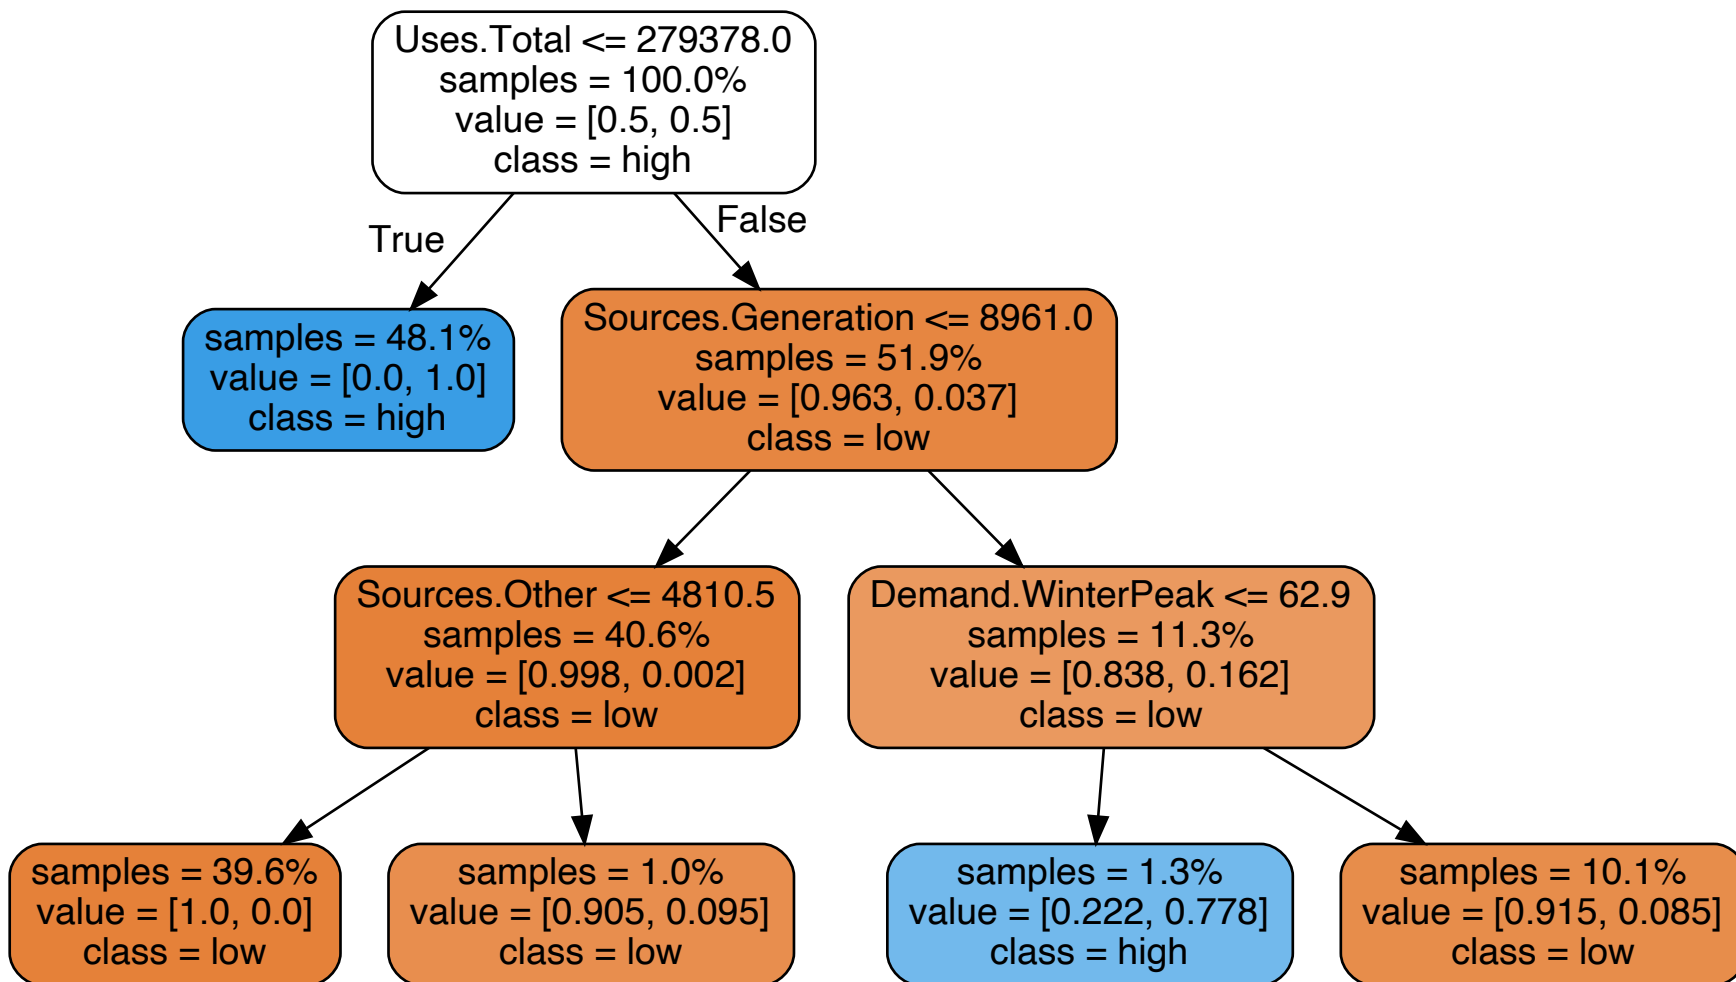 Uses.Total <= 279378.0
samples = 100.0%
value = [0.5, 0.5]
class = high
True
False
samples = 48.1%
value = [0.0, 1.0]
class = high
Sources.Generation <= 8961.0
samples = 51.9%
value = [0.963, 0.037]
class = low
Sources.Other <= 4810.5
samples = 40.6%
value = [0.998, 0.002]
class = low
Demand.WinterPeak <= 62.9
samples = 11.3%
value = [0.838, 0.162]
class = low
samples = 39.6%
value = [1.0, 0.0]
class = low
samples = 1.0%
value = [0.905, 0.095]
class = low
samples = 1.3%
value = [0.222, 0.778]
class = high
samples = 10.1%
value = [0.915, 0.085]
class = low